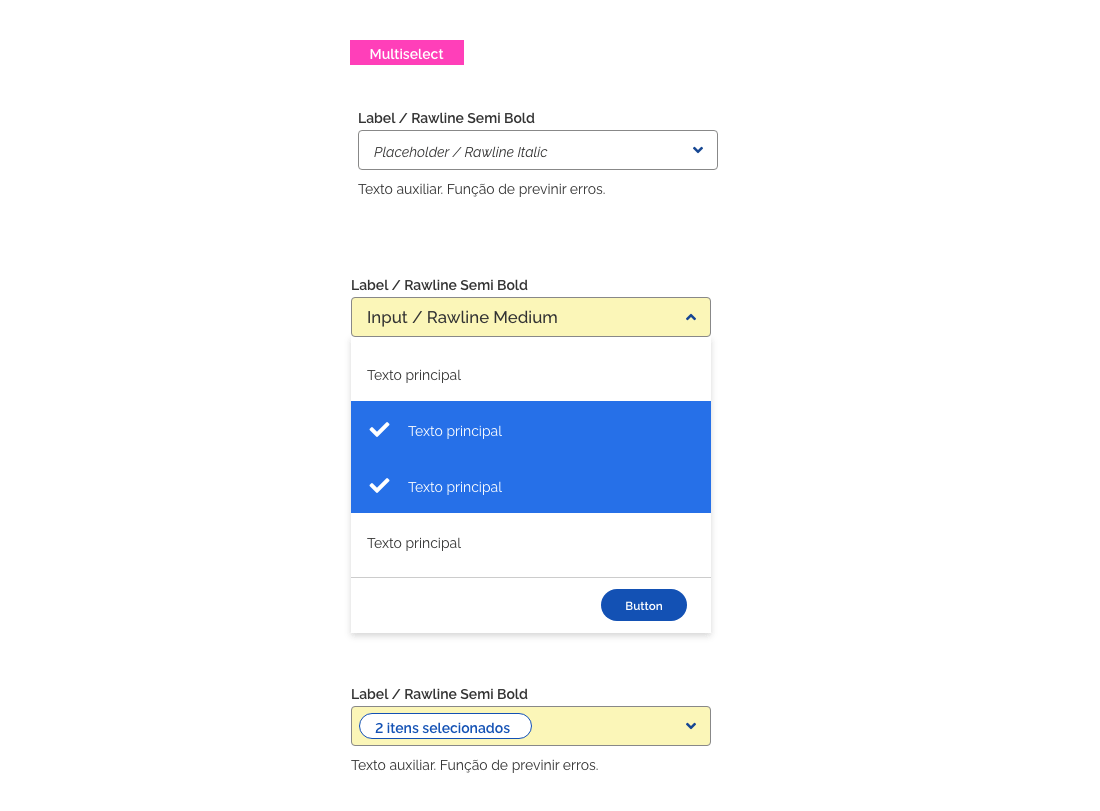 Multiselect
Label / Rawline Semi Bold
Placeholder / Rawline Italic
Texto auxiliar. Função de previnir erros.
Label / Rawline Semi Bold
Input / Rawline Medium
Texto principal
Texto principal
Texto principal
Texto principal
Button
Label / Rawline Semi Bold
2 itens selecionados
Texto auxiliar. Função de previnir erros.